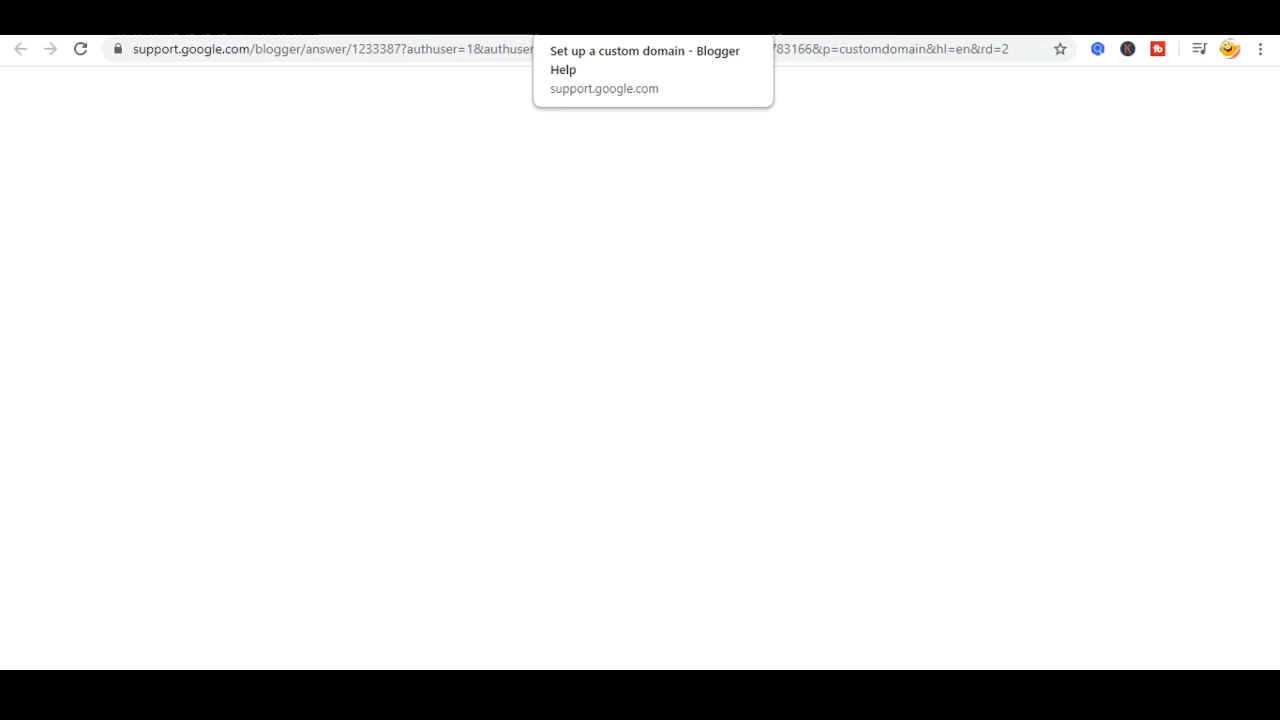 support.google.com/blogger/answer/1233387?authuser=1&authuser
783166&p=customdomain&hl=en&rd=2
Set up a custom domain - Blogger
Help
support.google.com